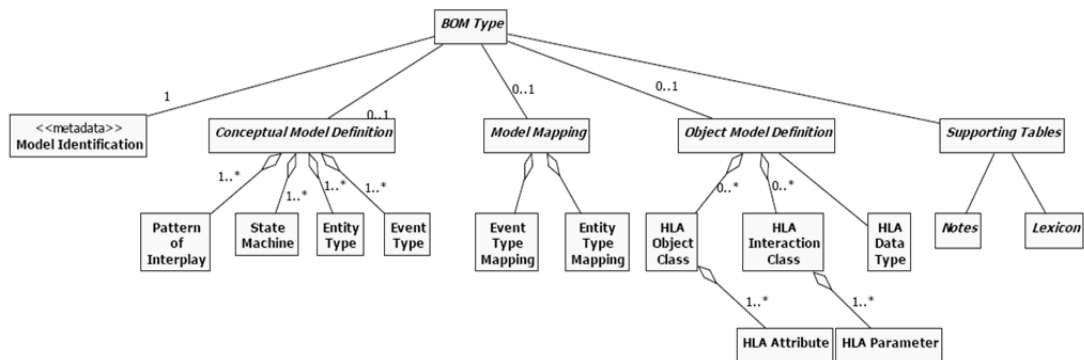 BOM Type
1
0..1
0..1
0..1
<<metadata>>
Model Identification
Conceptual Model Definition
Model Mapping
Object Model Definition
Supporting Tables
1..*
1..*
1..*
1..*
0..*
0..*
Pattern
of
Interplay
State
Machine
Entity
Type
Event
Type
Event
Type
Mapping
Entity
Type
Mapping
HLA
Object
Class
HLA
Interaction
Class
HLA
Data
Type
Notes
Lexicon
1..*
1..*
HLA Attribute
HLA Parameter